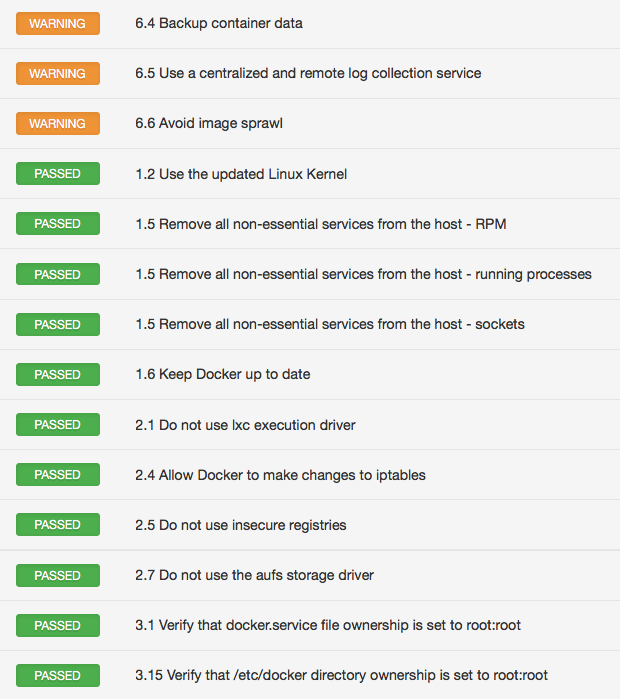 WARNING 6.4 Backup container data
WARNING 6.5 Use a centralized and remote log collection service
WARNING 6.6 Avoid image sprawl
PASSED 1.2 Use the updated Linux Kernel
PASSED 1.5 Remove all non-essential services from the host - RPM
PASSED 1.5 Remove all non-essential services from the host - running processes
PASSED 1.5 Remove all non-essential services from the host - sockets
PASSED 1.6 Keep Docker up to date
PASSED 2.1 Do not use lxc execution driver
PASSED 2.4 Allow Docker to make changes to iptables
PASSED 2.5 Do not use insecure registries
PASSED 2.7 Do not use the aufs storage driver
PASSED 3.1 Verify that docker.service file ownership is set to root:root
PASSED 3.15 Verify that /etc/docker directory ownership is set to root:root